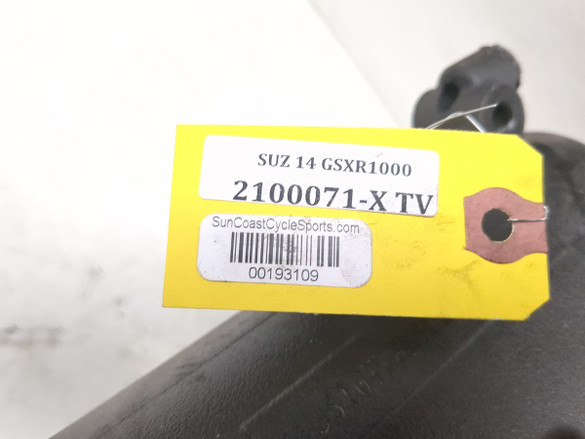 SUZ 14 GSXR1000
2100071-X TV
SunCoastCycleSports.com
00193109